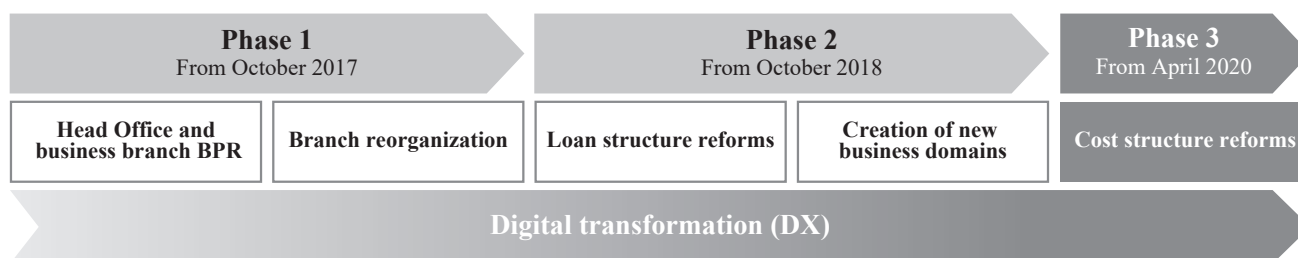 Phase 1
From October 2017
Phase 2
From October 2018
Phase 3
From April 2020
Head Office and
business branch BPR
Branch reorganization
Loan structure reforms
Creation of new
business domains
Cost structure reforms
Digital transformation (DX)